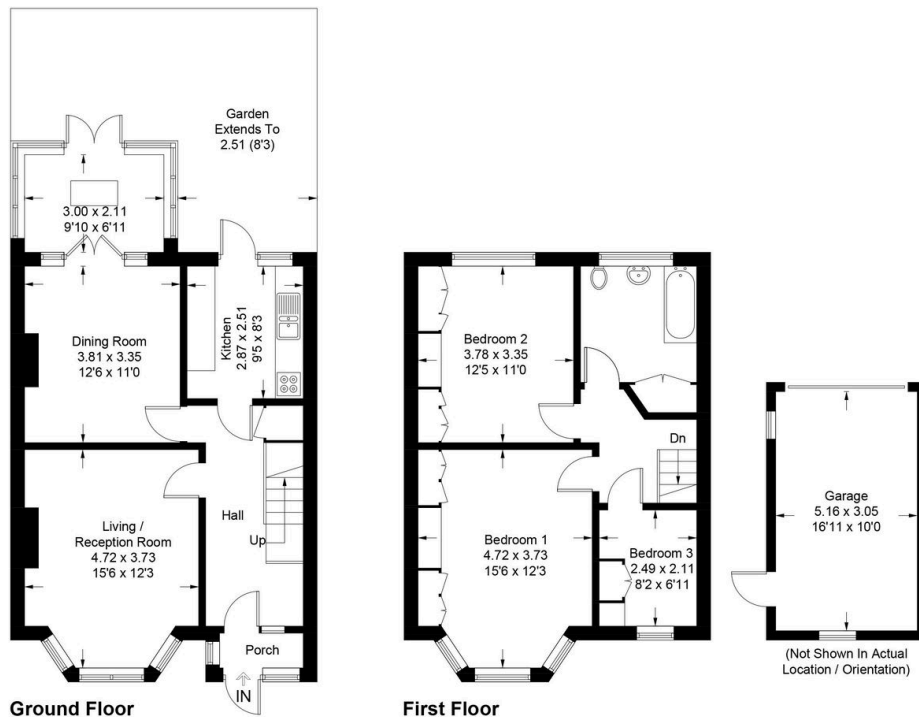 Garden
Extends To
2.51 (8'3)
3.00 x 2.11
9'10 x 6'11
Dining Room
3.81 x 3.35
12'6 x 11'0
Kitchen
2.87 x 2.51
9'5 x 8'3
Living /
Reception Room
4.72 x 3.73
15'6 x 12'3
Hall
Up
Porch
IN
Ground Floor
Bedroom 2
3.78 x 3.35
12'5 x 11'0
Dn
Bedroom 1
4.72 x 3.73
15'6 x 12'3
Bedroom 3
2.49 x 2.11
8'2 x 6'11
First Floor
Garage
5.16 x 3.05
16'11 x 10'0
(Not Shown In Actual
Location / Orientation)